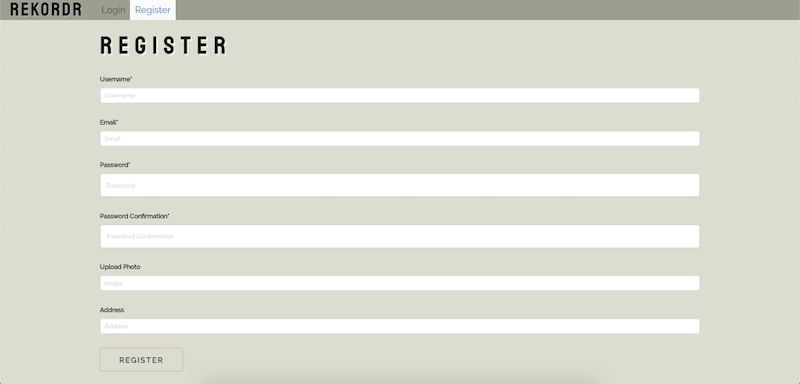 REKORDR Login Register
REGISTER
Username*
Username
Email*
Email
Password*
Password
Password Confirmation*
Password Confirmation
Upload Photo
Image
Address
Address
REGISTER